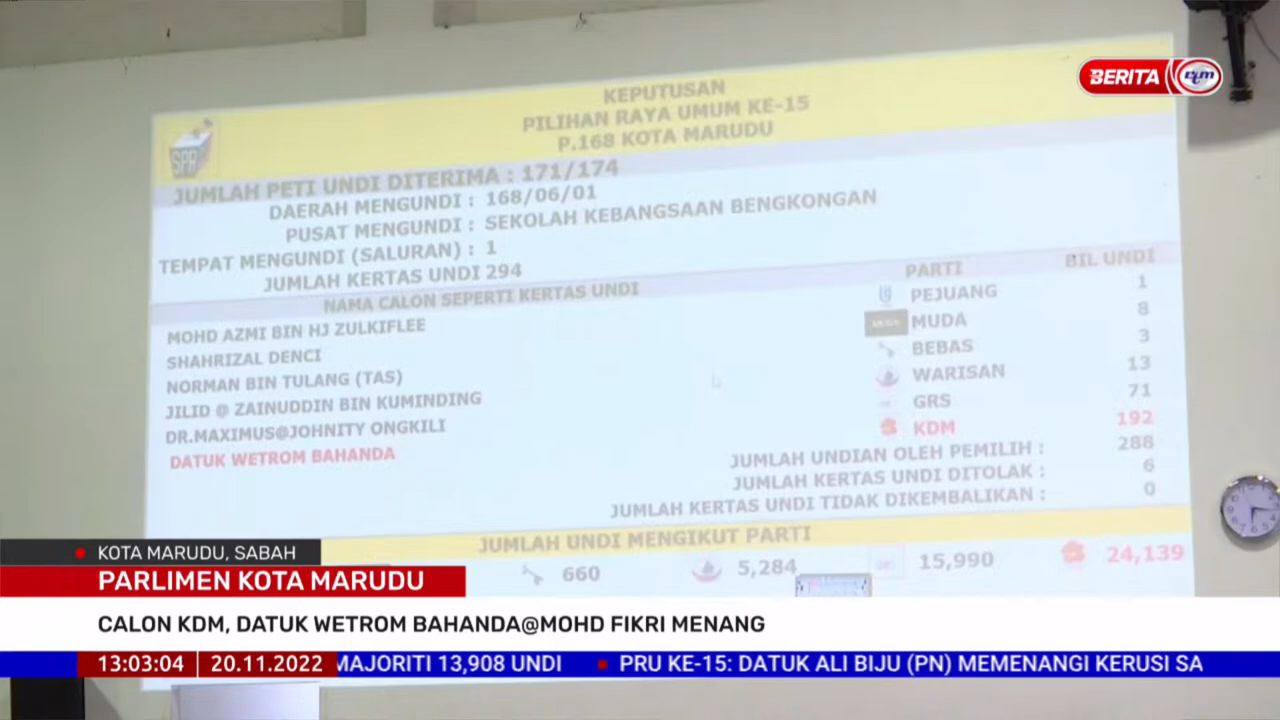 BERITA rtm
KEPUTUSAN
PILIHAN RAYA UMUM KE-15
P.168 KOTA MARUDU
SPR
JUMLAH PETI UNDI DITERIMA : 171/174
DAERAH MENGUNDI : 168/06/01
PUSAT MENGUNDI : SEKOLAH KEBANGSAAN BENGKONGAN
TEMPAT MENGUNDI (SALURAN) : 1
JUMLAH KERTAS UNDI 294
NAMA CALON SEPERTI KERTAS UNDI PARTI BIL UNDI
MOHD AZMI BIN HJ ZULKIFLEE PEJUANG 1
SHAHRIZAL DENCI MUDA MUDA 8
NORMAN BIN TULANG (TAS) BEBAS 3
JILID @ ZAINUDDIN BIN KUMINDING WARISAN 13
DR.MAXIMUS@JOHNITY ONGKILI GRS 71
DATUK WETROM BAHANDA KDM 192
JUMLAH UNDIAN OLEH PEMILIH : 288
JUMLAH KERTAS UNDI DITOLAK : 6
JUMLAH KERTAS UNDI TIDAK DIKEMBALIKAN : 0
JUMLAH UNDI MENGIKUT PARTI
660 5,284 15,990 24,139
KOTA MARUDU, SABAH
PARLIMEN KOTA MARUDU
CALON KDM, DATUK WETROM BAHANDA@MOHD FIKRI MENANG
13:03:04 20.11.2022 MAJORITI 13,908 UNDI • PRU KE-15: DATUK ALI BIJU (PN) MEMENANGI KERUSI SA